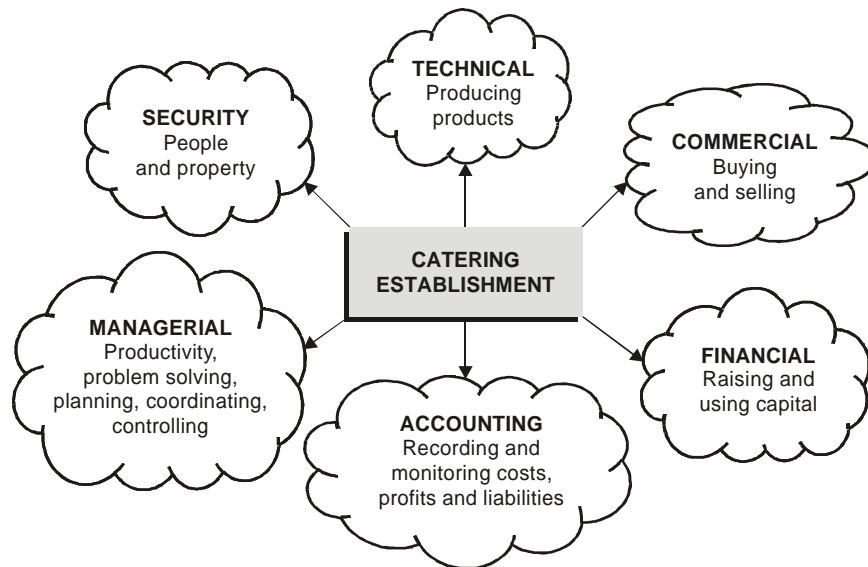 TECHNICAL
Producing
products
SECURITY
People
and property
COMMERCIAL
Buying
and selling
CATERING
ESTABLISHMENT
MANAGERIAL
Productivity,
problem solving,
planning, coordinating,
controlling
FINANCIAL
Raising and
using capital
ACCOUNTING
Recording and
monitoring costs,
profits and liabilities